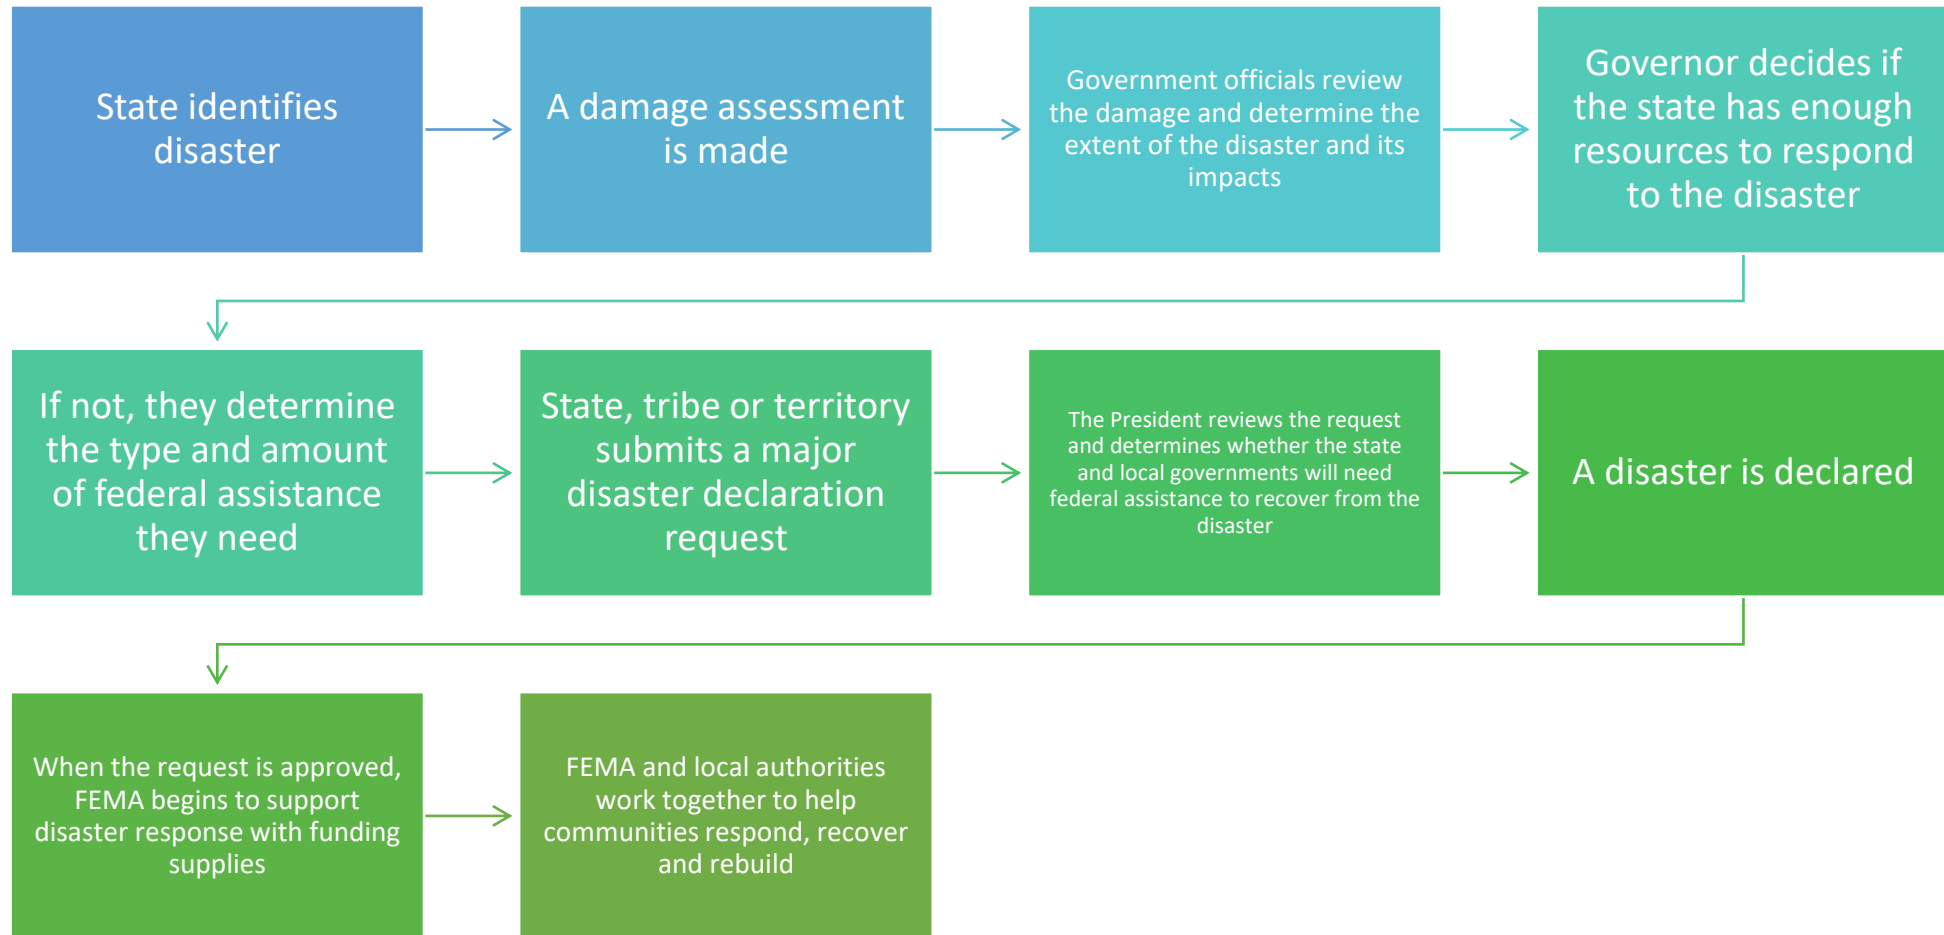 State identifies
disaster
A damage assessment
is made
Government officials review
the damage and determine the
extent of the disaster and its
impacts
Governor decides if
the state has enough
resources to respond
to the disaster
If not, they determine
the type and amount
of federal assistance
they need
State, tribe or territory
submits a major
disaster declaration
request
The President reviews the request
and determines whether the state
and local governments will need
federal assistance to recover from the
disaster
A disaster is declared
When the request is approved,
FEMA begins to support
disaster response with funding
supplies
FEMA and local authorities
work together to help
communities respond, recover
and rebuild